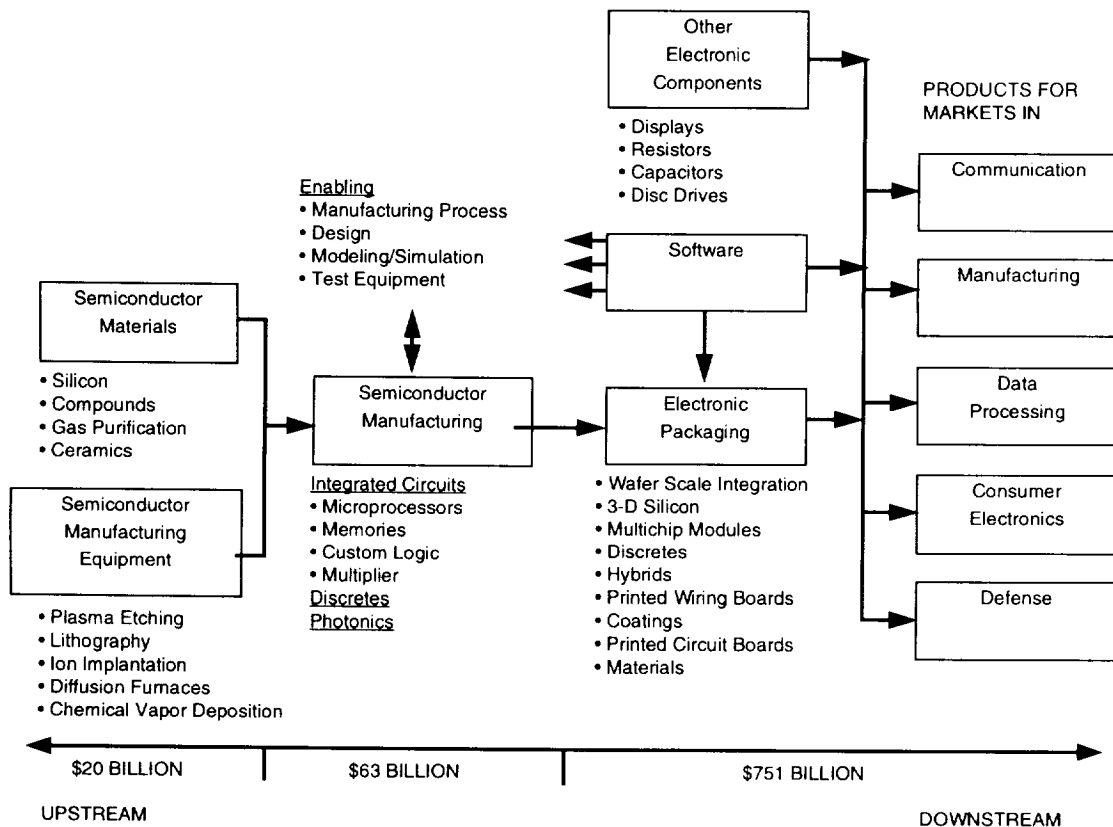 Other
Electronic
Components
• Displays
• Resistors
• Capacitors
• Disc Drives
PRODUCTS FOR
MARKETS IN
Communication
Manufacturing
Data
Processing
Consumer
Electronics
Defense
Enabling
• Manufacturing Process
• Design
• Modeling/Simulation
• Test Equipment
Software
Semiconductor
Materials
• Silicon
• Compounds
• Gas Purification
• Ceramics
Semiconductor
Manufacturing
Equipment
• Plasma Etching
• Lithography
• Ion Implantation
• Diffusion Furnaces
• Chemical Vapor Deposition
Semiconductor
Manufacturing
Integrated Circuits
• Microprocessors
• Memories
• Custom Logic
• Multiplier
Discretes
Photonics
Electronic
Packaging
• Wafer Scale Integration
• 3-D Silicon
• Multichip Modules
• Discretes
• Hybrids
• Printed Wiring Boards
• Coatings
• Printed Circuit Boards
• Materials
$20 BILLION
$63 BILLION
$751 BILLION
UPSTREAM
DOWNSTREAM